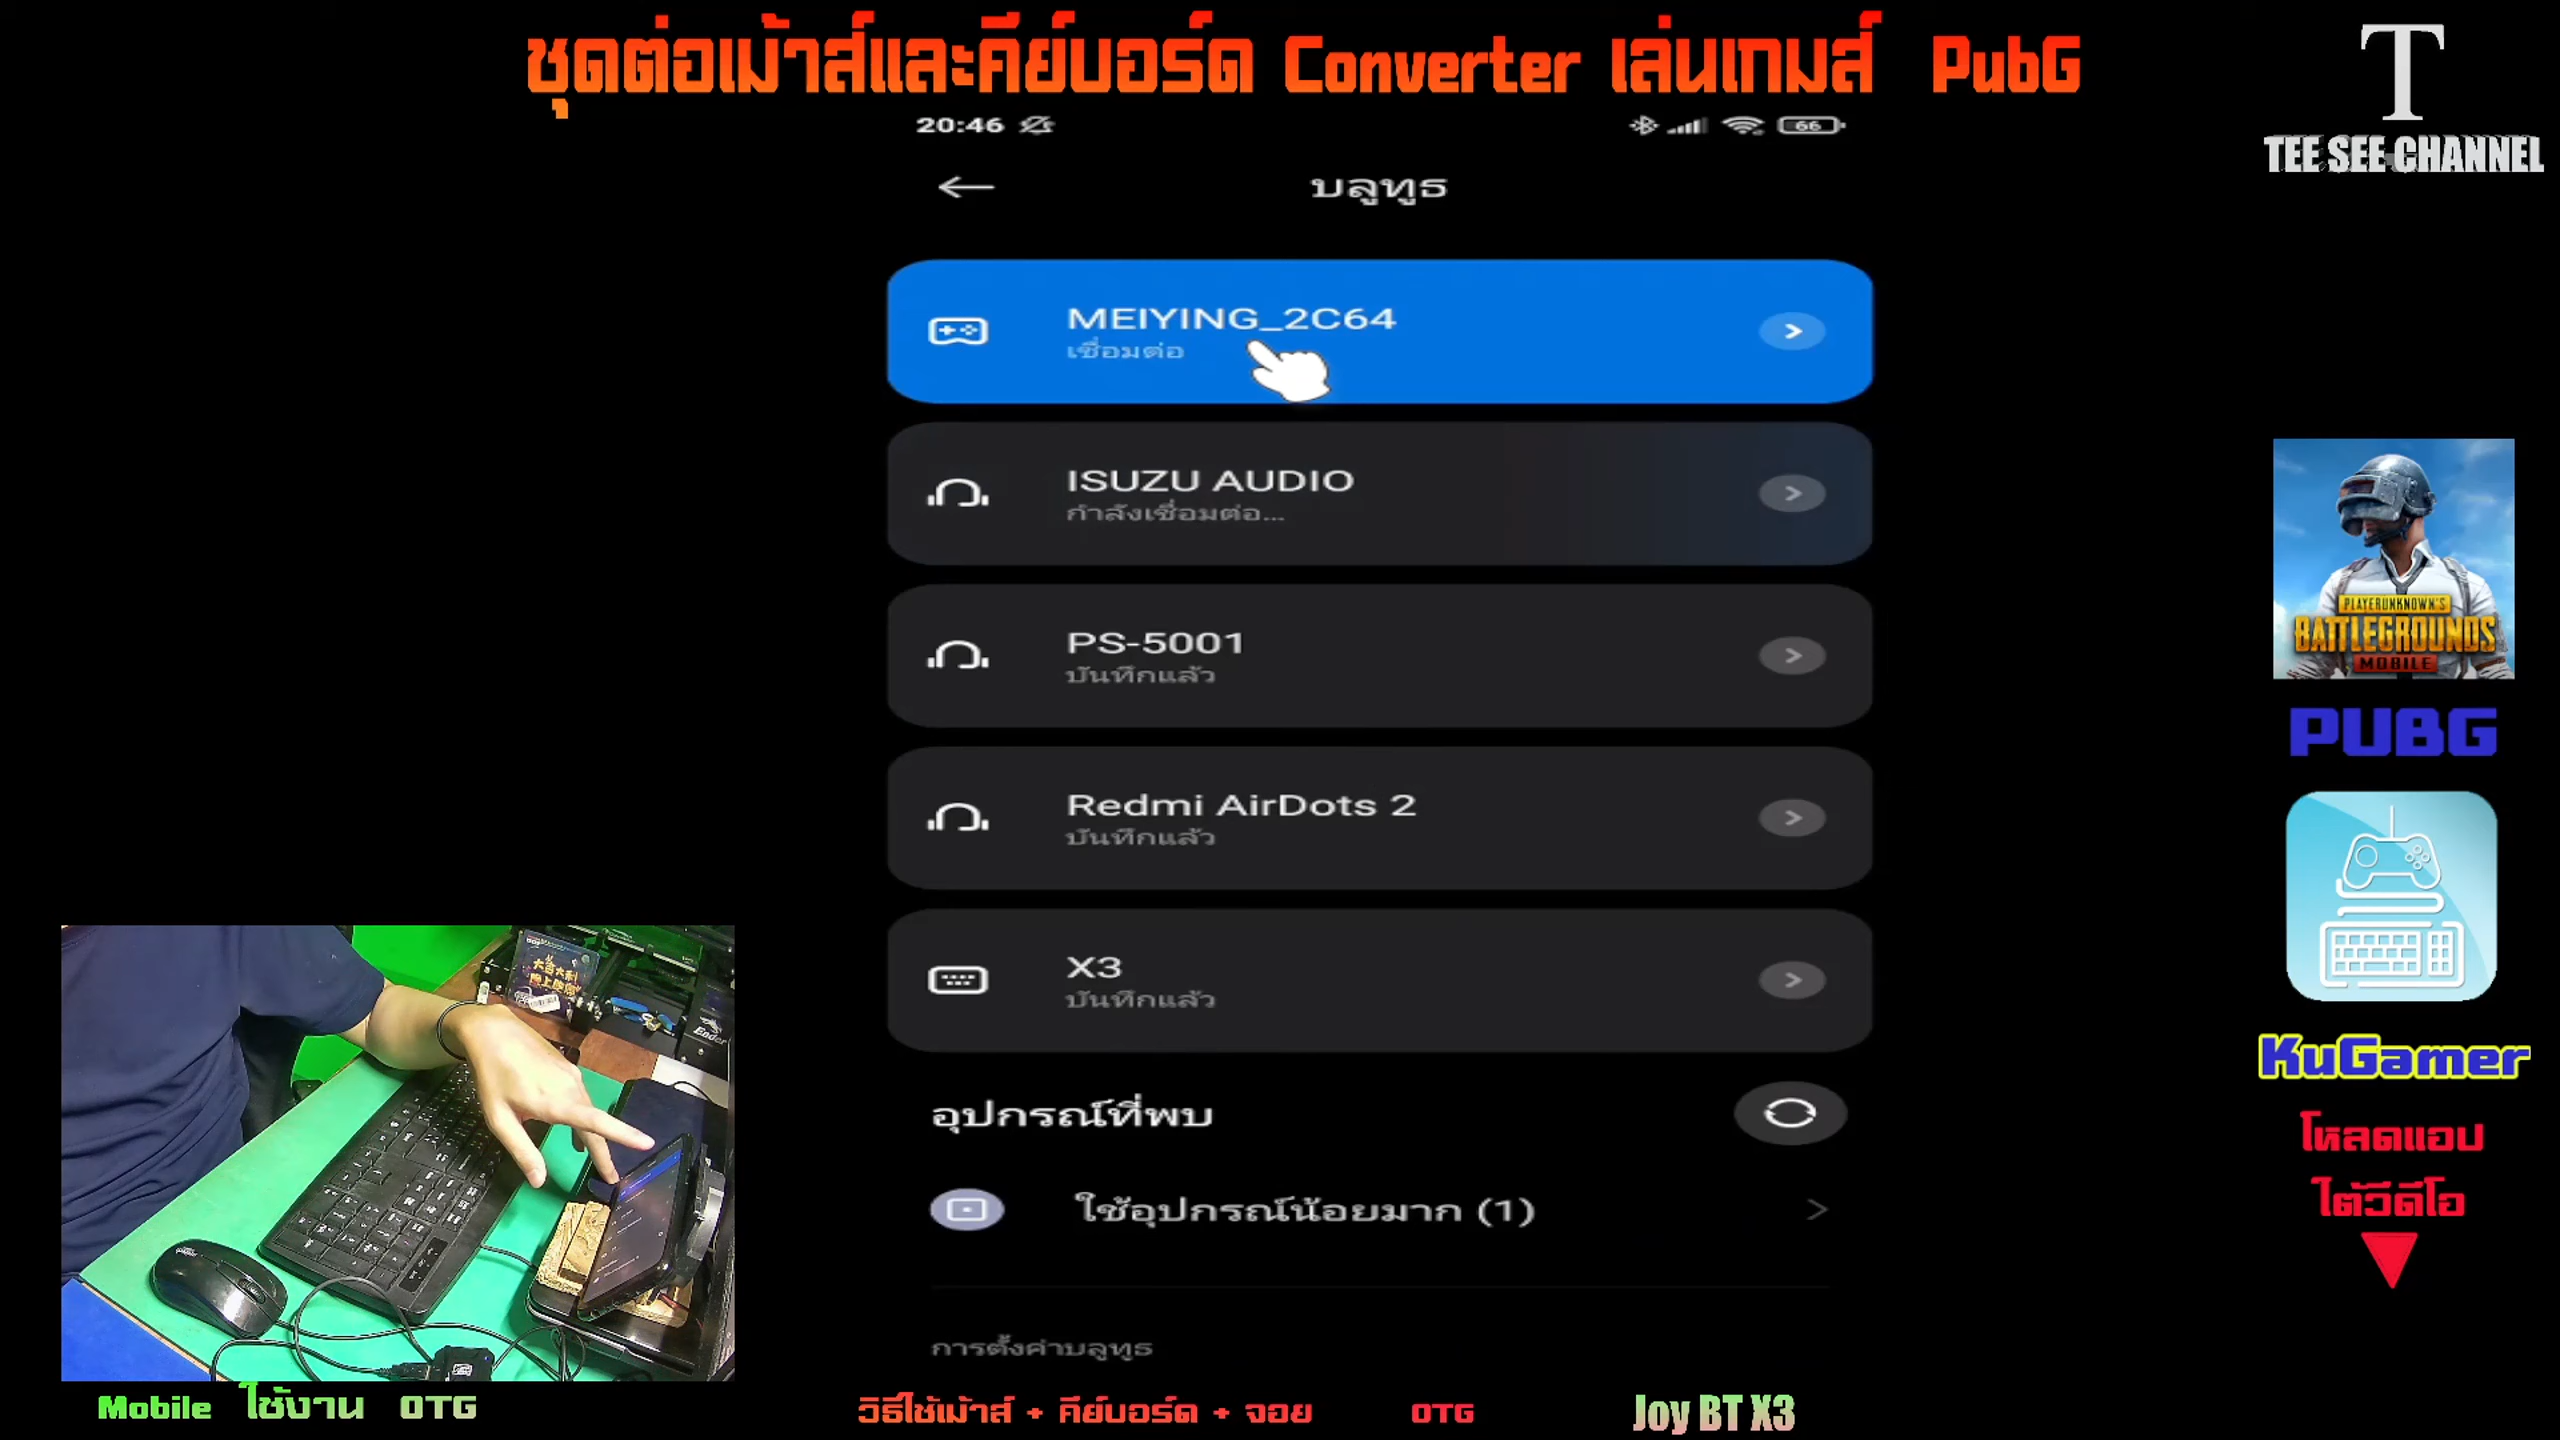 ชุดต่อเม้าส์และคีย์บอร์ด Converter เล่นเกมส์ PubG
T
TEE SEE CHANNEL
20:46
66
บลูทูธ
MEIYING_2C64
เชื่อมต่อ
ISUZU AUDIO
กำลังเชื่อมต่อ...
PS-5001
บันทึกแล้ว
Redmi AirDots 2
บันทึกแล้ว
X3
บันทึกแล้ว
อุปกรณ์ที่พบ
ใช้อุปกรณ์น้อยมาก (1)
การตั้งค่าบลูทูธ
PLAYERUNKNOWN'S
BATTLEGROUNDS
MOBILE
PUBG
KuGamer
โหลดแอป
ใต้วีดีโอ
Ender
Mobile ใช้งาน OTG
วิธีใช้เม้าส์ + คีย์บอร์ด + จอย OTG
Joy BT X3